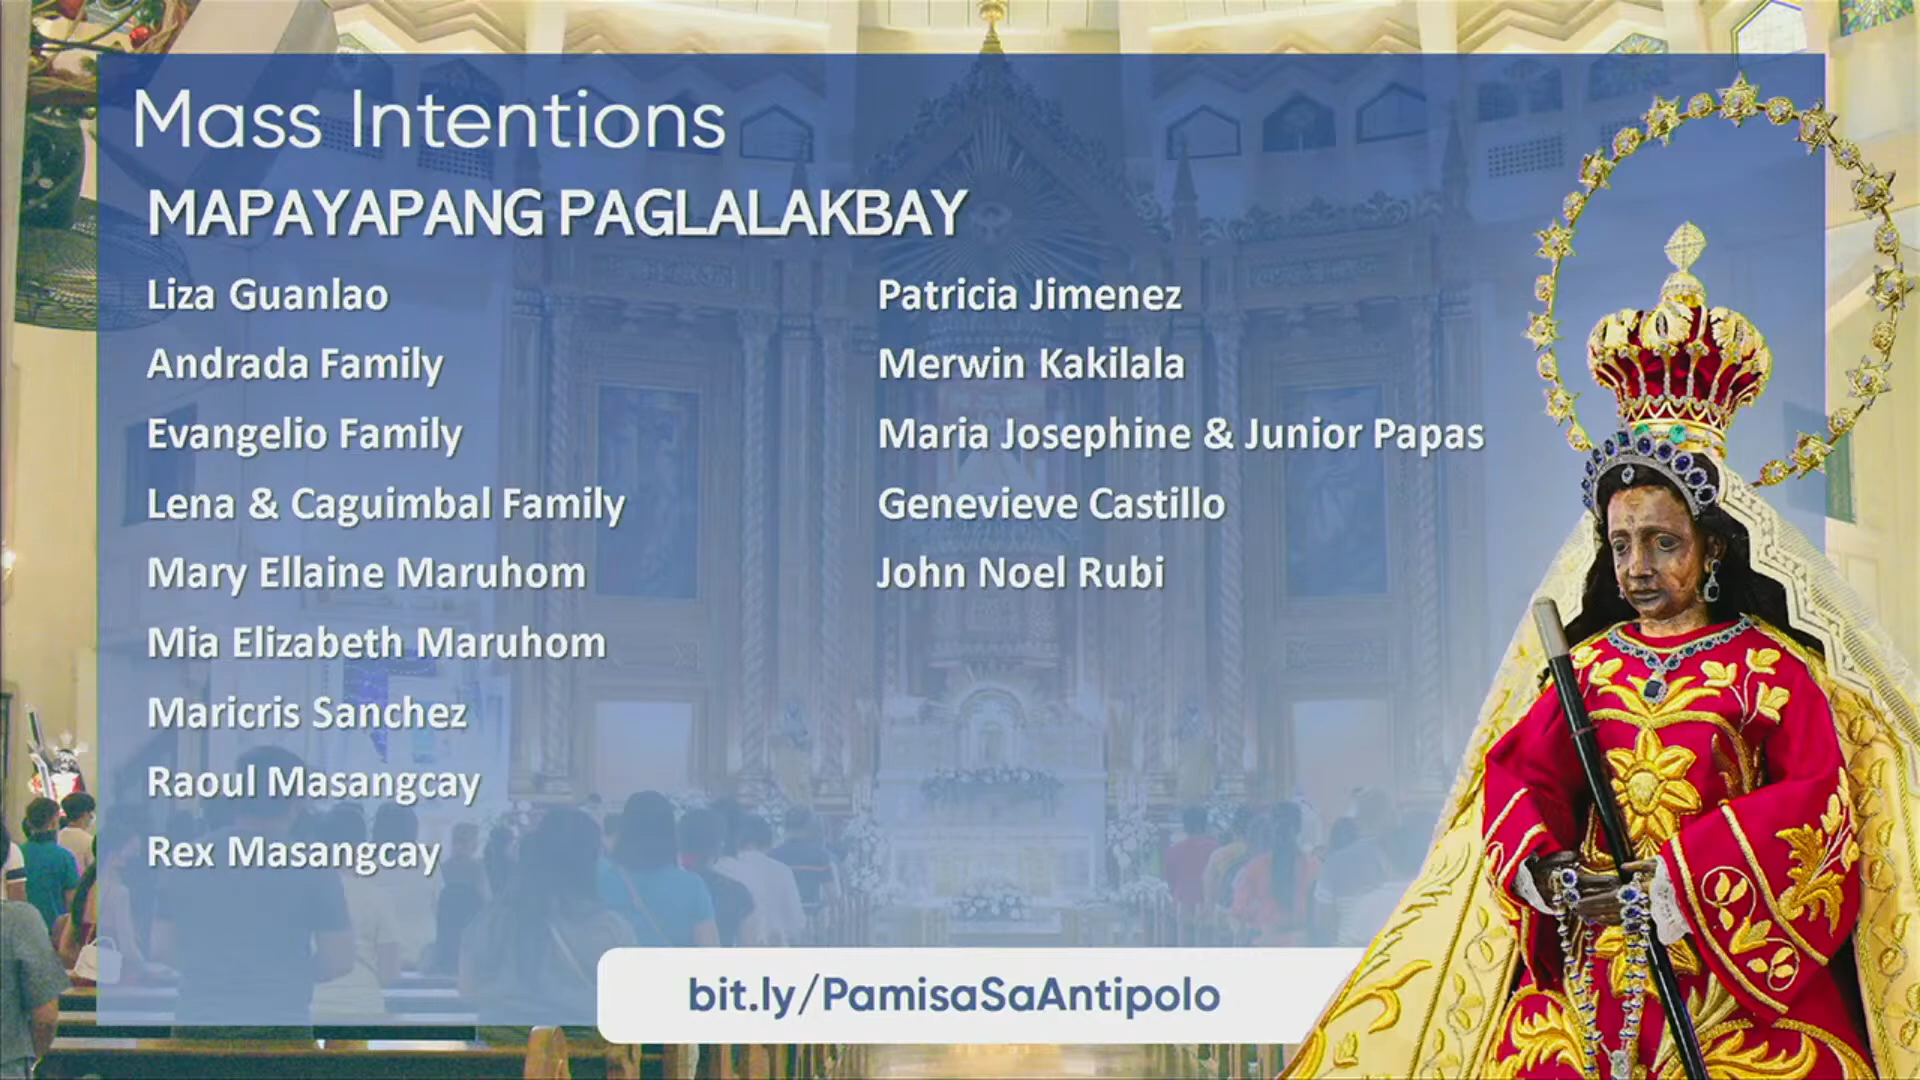 Mass Intentions
MAPAYAPANG PAGLALAKBAY
Liza Guanlao
Andrada Family
Evangelio Family
Lena & Caguimbal Family
Mary Ellaine Maruhom
Mia Elizabeth Maruhom
Maricris Sanchez
Raoul Masangcay
Rex Masangcay
Patricia Jimenez
Merwin Kakilala
Maria Josephine & Junior Papas
Genevieve Castillo
John Noel Rubi
bit.ly/PamisaSaAntipolo